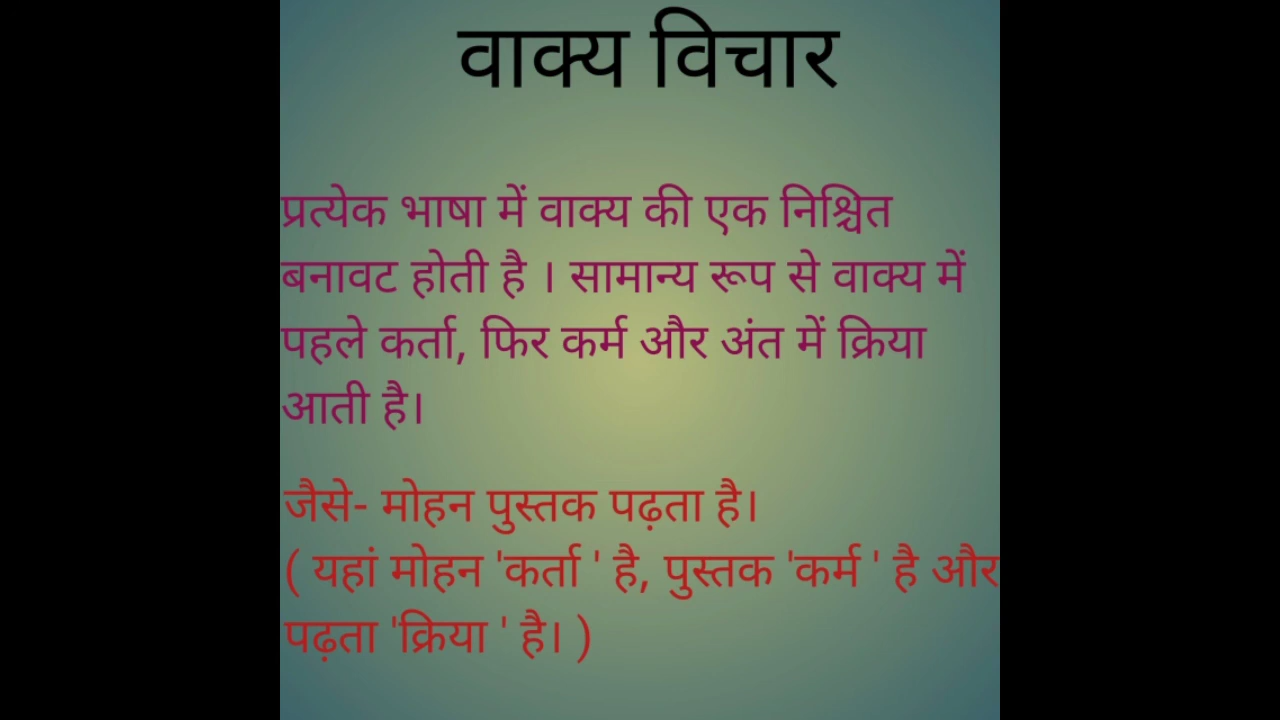 वाक्य विचार
प्रत्येक भाषा में वाक्य की एक निश्चित
बनावट होती है । सामान्य रूप से वाक्य में
पहले कर्ता, फिर कर्म और अंत में क्रिया
आती है।
जैसे- मोहन पुस्तक पढ़ता है।
( यहां मोहन 'कर्ता ' है, पुस्तक 'कर्म ' है और
पढ़ता 'क्रिया ' है। )